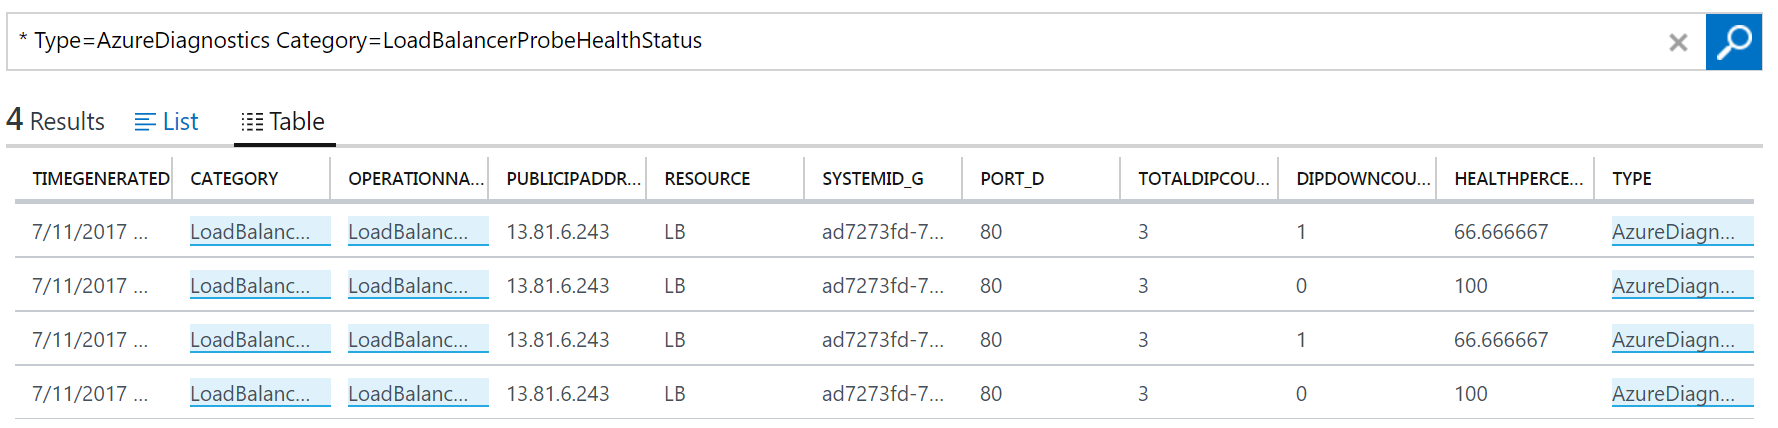 * Type=AzureDiagnostics Category=LoadBalancerProbeHealthStatus
4 Results List Table
TIMEGENERATED CATEGORY OPERATIONNA... PUBLICIPADDR... RESOURCE SYSTEMID_G PORT_D TOTALDIPCOU... DIPDOWNCOU... HEALTHPERCE... TYPE
7/11/2017 ... LoadBalanc... LoadBalanc... 13.81.6.243 LB ad7273fd-7... 80 3 1 66.666667 AzureDiagn...
7/11/2017 ... LoadBalanc... LoadBalanc... 13.81.6.243 LB ad7273fd-7... 80 3 0 100 AzureDiagn...
7/11/2017 ... LoadBalanc... LoadBalanc... 13.81.6.243 LB ad7273fd-7... 80 3 1 66.666667 AzureDiagn...
7/11/2017 ... LoadBalanc... LoadBalanc... 13.81.6.243 LB ad7273fd-7... 80 3 0 100 AzureDiagn...